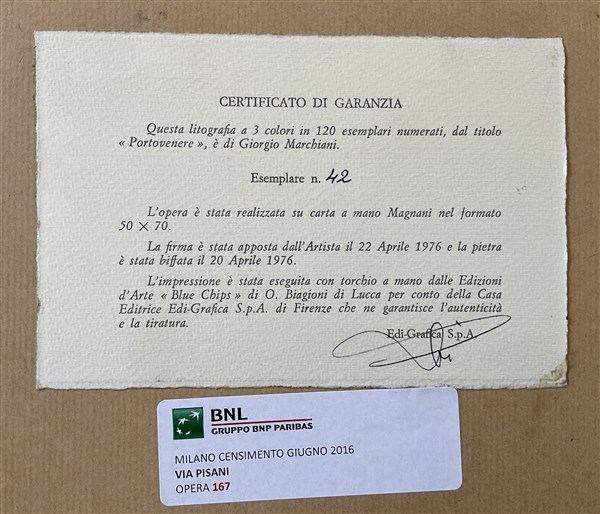 CERTIFICATO DI GARANZIA
Questa litografia a 3 colori in 120 esemplari numerati, dal titolo
« Portovenere », è di Giorgio Marchiani.
Esemplare n. 42
L'opera è stata realizzata su carta a mano Magnani nel formato
50 × 70.
La firma è stata apposta dall'Artista il 22 Aprile 1976 e la pietra
è stata biffata il 20 Aprile 1976.
L'impressione è stata eseguita con torchio a mano dalle Edizioni
d'Arte « Blue Chips » di O. Biagioni di Lucca per conto della Casa
Editrice Edi-Grafica S.p.A. di Firenze che ne garantisce l'autenticità
e la tiratura.
Edi-Grafica S.p.A.
BNL
GRUPPO BNP PARIBAS
MILANO CENSIMENTO GIUGNO 2016
VIA PISANI
OPERA 167